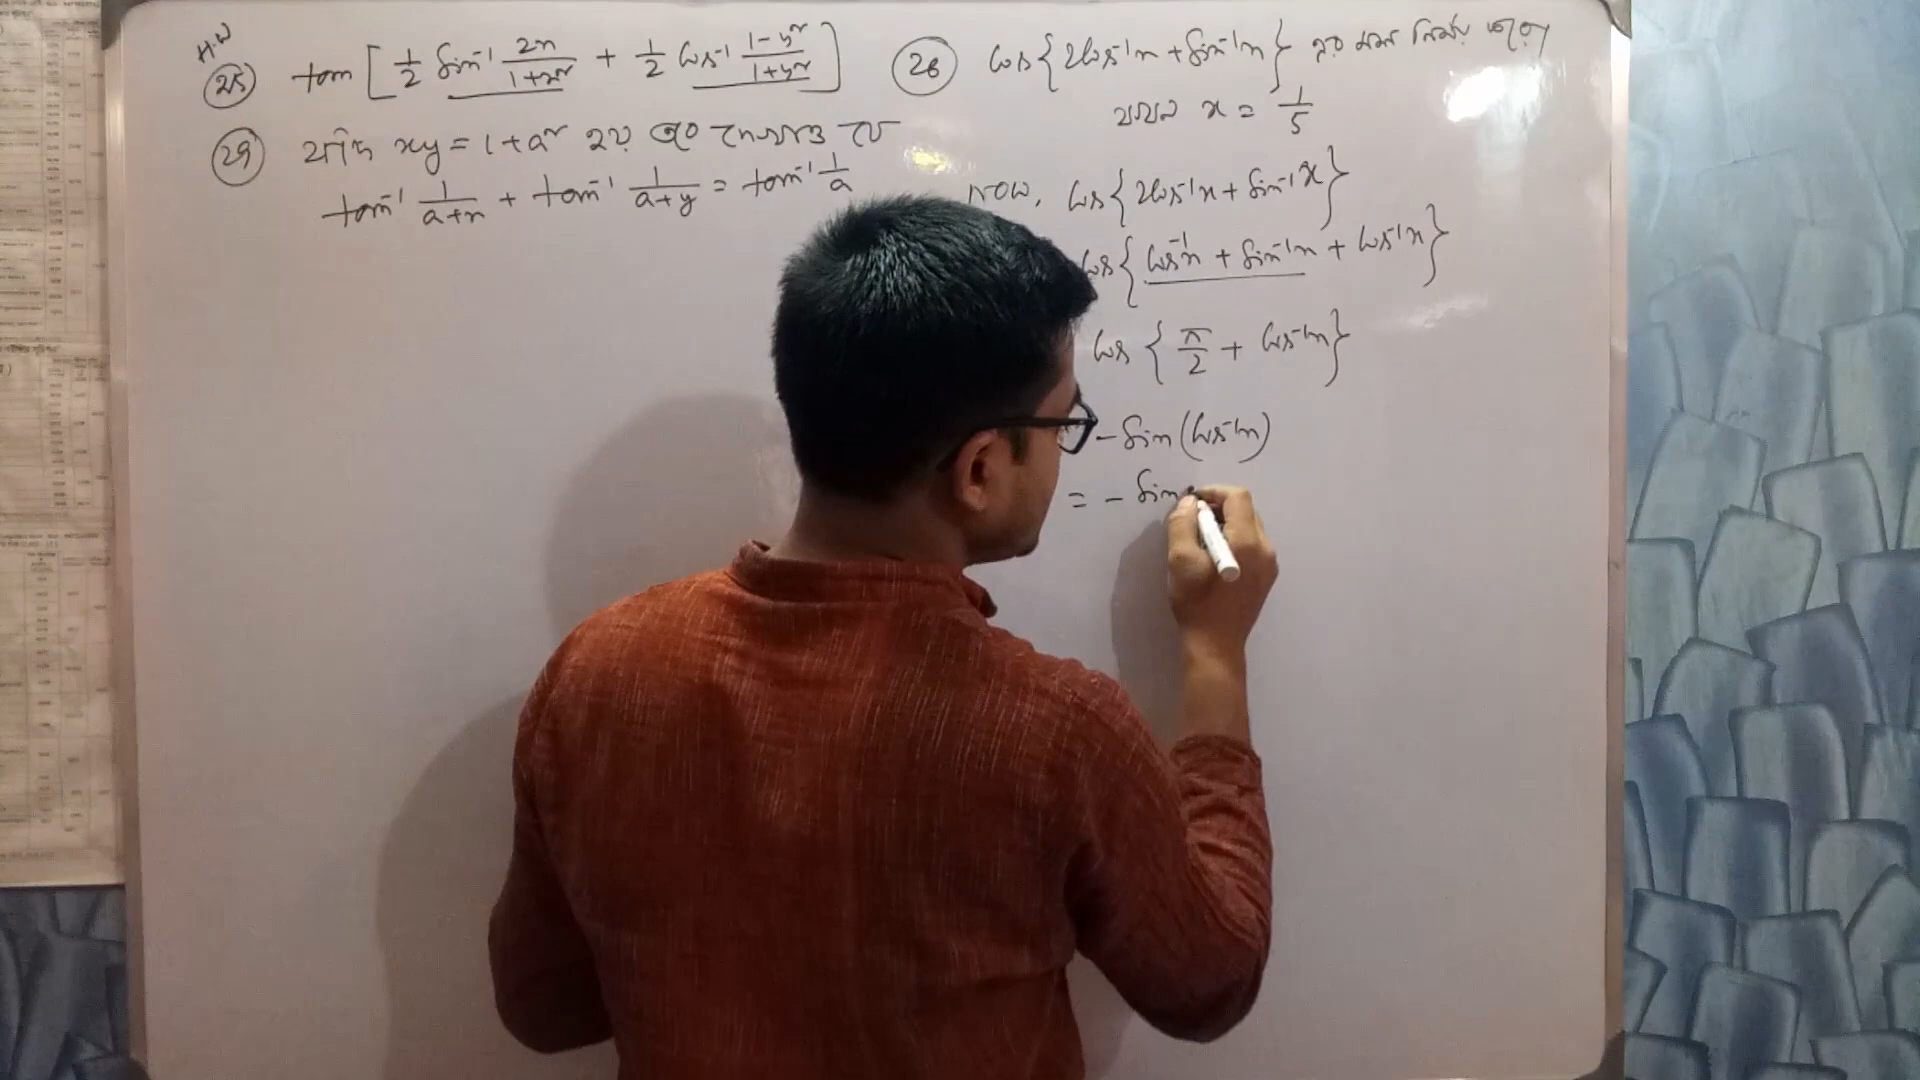 H.W
(25) tan [ 1/2 sin⁻¹ 2x/1+x² + 1/2 cos⁻¹ 1-y²/1+y² ]
(29) যদি xy = 1+a² হয় তবে দেখাও যে
tan⁻¹ 1/a+x + tan⁻¹ 1/a+y = tan⁻¹ 1/a
(26) cos{2cos⁻¹x + sin⁻¹x} এর মান নির্ণয় করো
যখন x = 1/5
NOW, cos{2cos⁻¹x + sin⁻¹x}
cos{cos⁻¹x + sin⁻¹x + cos⁻¹x}
cos{π/2 + cos⁻¹x}
- sin(cos⁻¹x)
= - sin